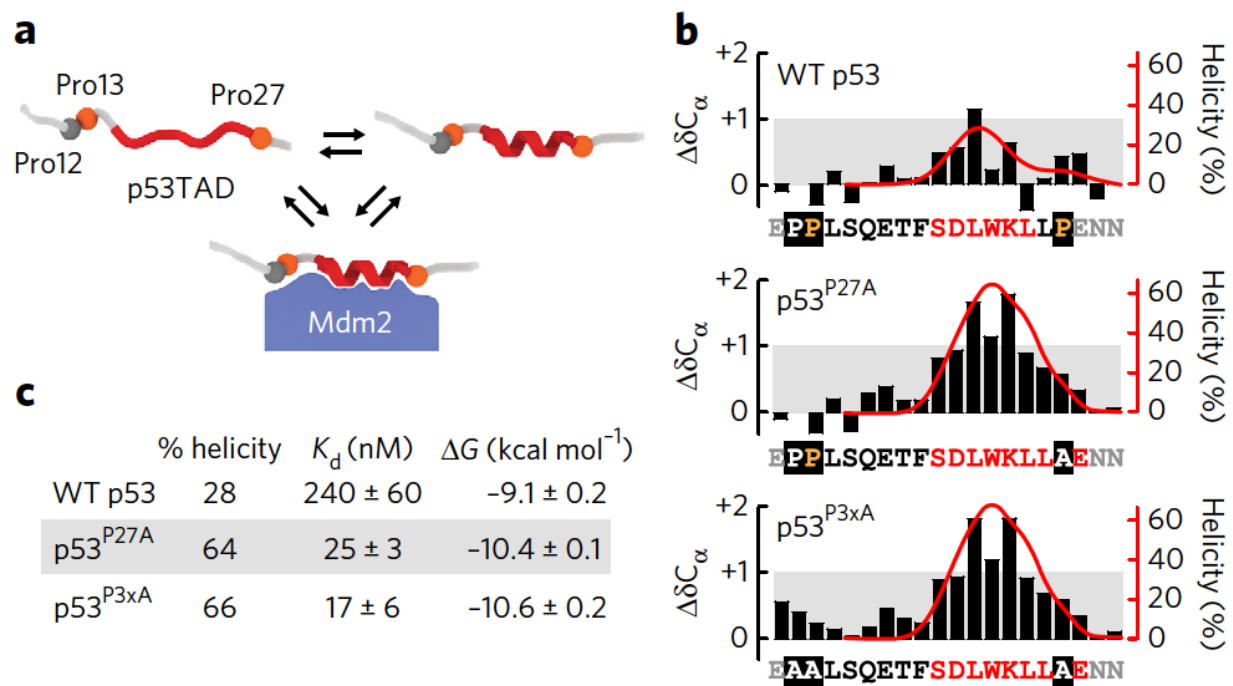 a
Pro13
Pro27
Pro12
p53TAD
Mdm2
b
+2
+1
0
ΔδCα
WT p53
60
40
20
0
Helicity (%)
EPPLSQETFSDLWKLLPENN
+2
+1
0
ΔδCα
p53P27A
60
40
20
0
Helicity (%)
EPPLSQETFSDLWKLLAENN
+2
+1
0
ΔδCα
p53P3xA
60
40
20
0
Helicity (%)
EAALSQETFSDLWKLLAENN
c
% helicity Kd (nM) ΔG (kcal mol−1)
WT p53 28 240 ± 60 −9.1 ± 0.2
p53P27A 64 25 ± 3 −10.4 ± 0.1
p53P3xA 66 17 ± 6 −10.6 ± 0.2